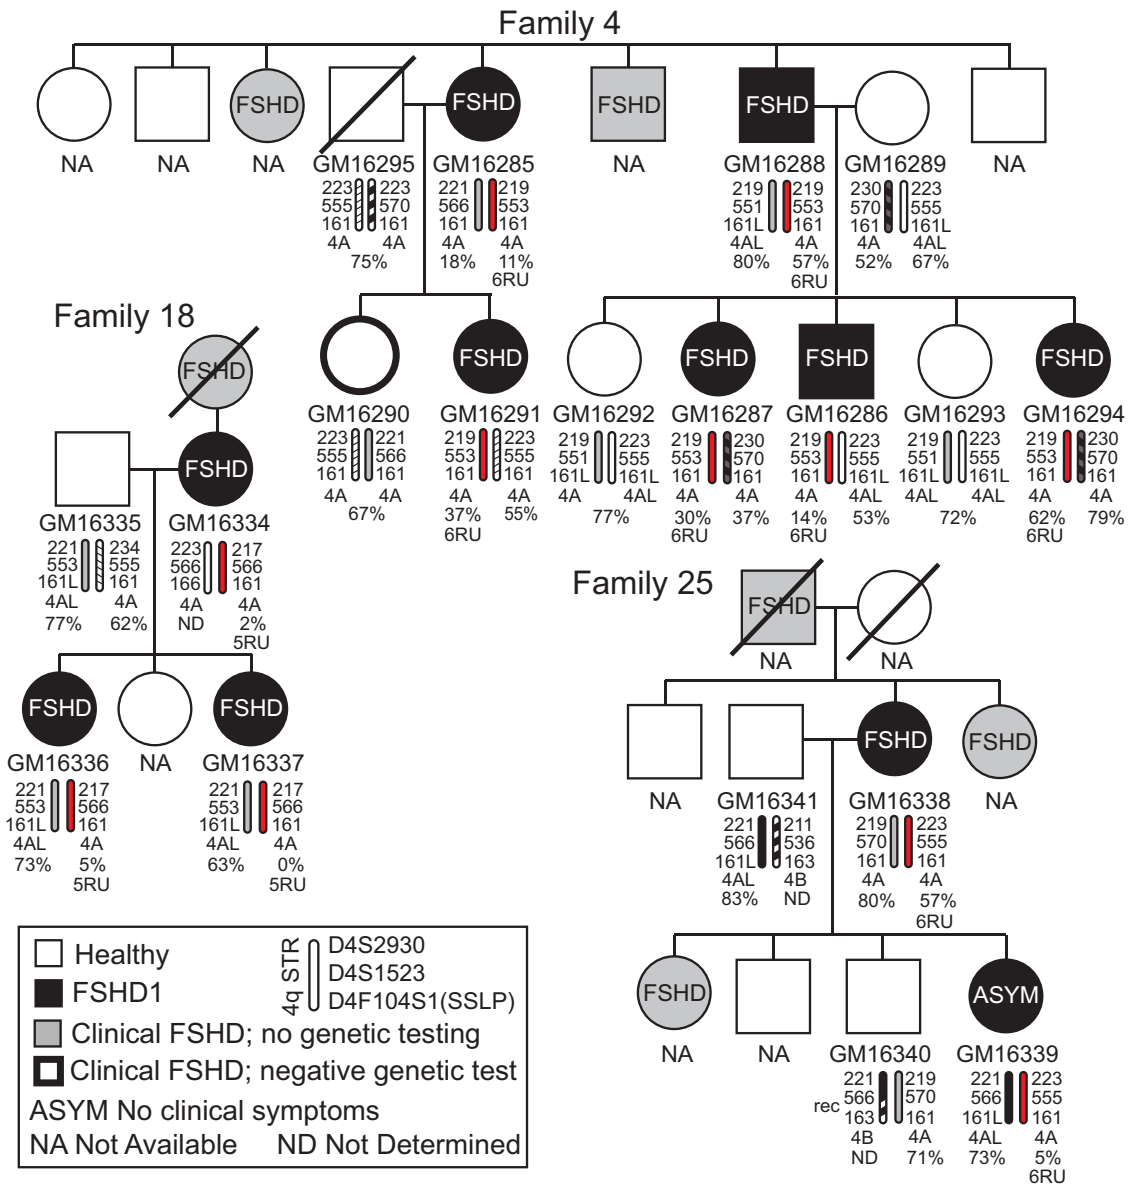 Family 4
FSHD FSHD FSHD FSHD
NA NA NA GM16295 GM16285 NA GM16288 GM16289 NA
223 223 221 219 219 219 230 223
555 570 566 553 551 553 570 555
161 161 161 161 161L 161 161 161L
4A 4A 4A 4A 4AL 4A 4A 4AL
75% 18% 11% 80% 57% 52% 67%
6RU 6RU
FSHD FSHD FSHD FSHD
GM16290 GM16291 GM16292 GM16287 GM16286 GM16293 GM16294
223 221 219 223 219 223 219 230 219 223 219 223 219 230
555 566 553 555 551 555 553 570 553 555 551 555 553 570
161 161 161 161 161L 161L 161 161 161 161L 161L 161L 161 161
4A 4A 4A 4A 4A 4AL 4A 4A 4A 4AL 4AL 4AL 4A 4A
67% 37% 55% 77% 30% 37% 14% 53% 72% 62% 79%
6RU 6RU 6RU 6RU
Family 18
FSHD
FSHD
GM16335 GM16334
221 234 223 217
553 555 566 566
161L 161 166 161
4AL 4A 4A 4A
77% 62% ND 2%
5RU
FSHD FSHD
GM16336 NA GM16337
221 217 221 217
553 566 553 566
161L 161 161L 161
4AL 4A 4AL 4A
73% 5% 63% 0%
5RU 5RU
Family 25
FSHD
NA NA
FSHD FSHD
NA GM16341 GM16338 NA
221 211 219 223
566 536 570 555
161L 163 161 161
4AL 4B 4A 4A
83% ND 80% 57%
6RU
FSHD ASYM
NA NA GM16340 GM16339
221 219 221 223
rec 566 570 566 555
163 161 161L 161
4B 4A 4AL 4A
ND 71% 73% 5%
6RU
Healthy
FSHD1
Clinical FSHD; no genetic testing
Clinical FSHD; negative genetic test
ASYM No clinical symptoms
NA Not Available ND Not Determined
4q STR
D4S2930
D4S1523
D4F104S1(SSLP)